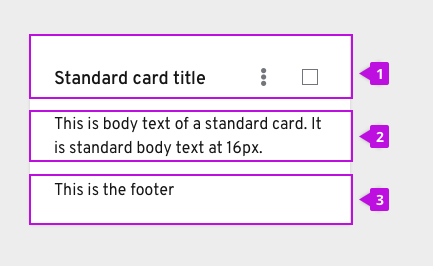 Standard card title
1
This is body text of a standard card. It
is standard body text at 16px.
2
This is the footer
3